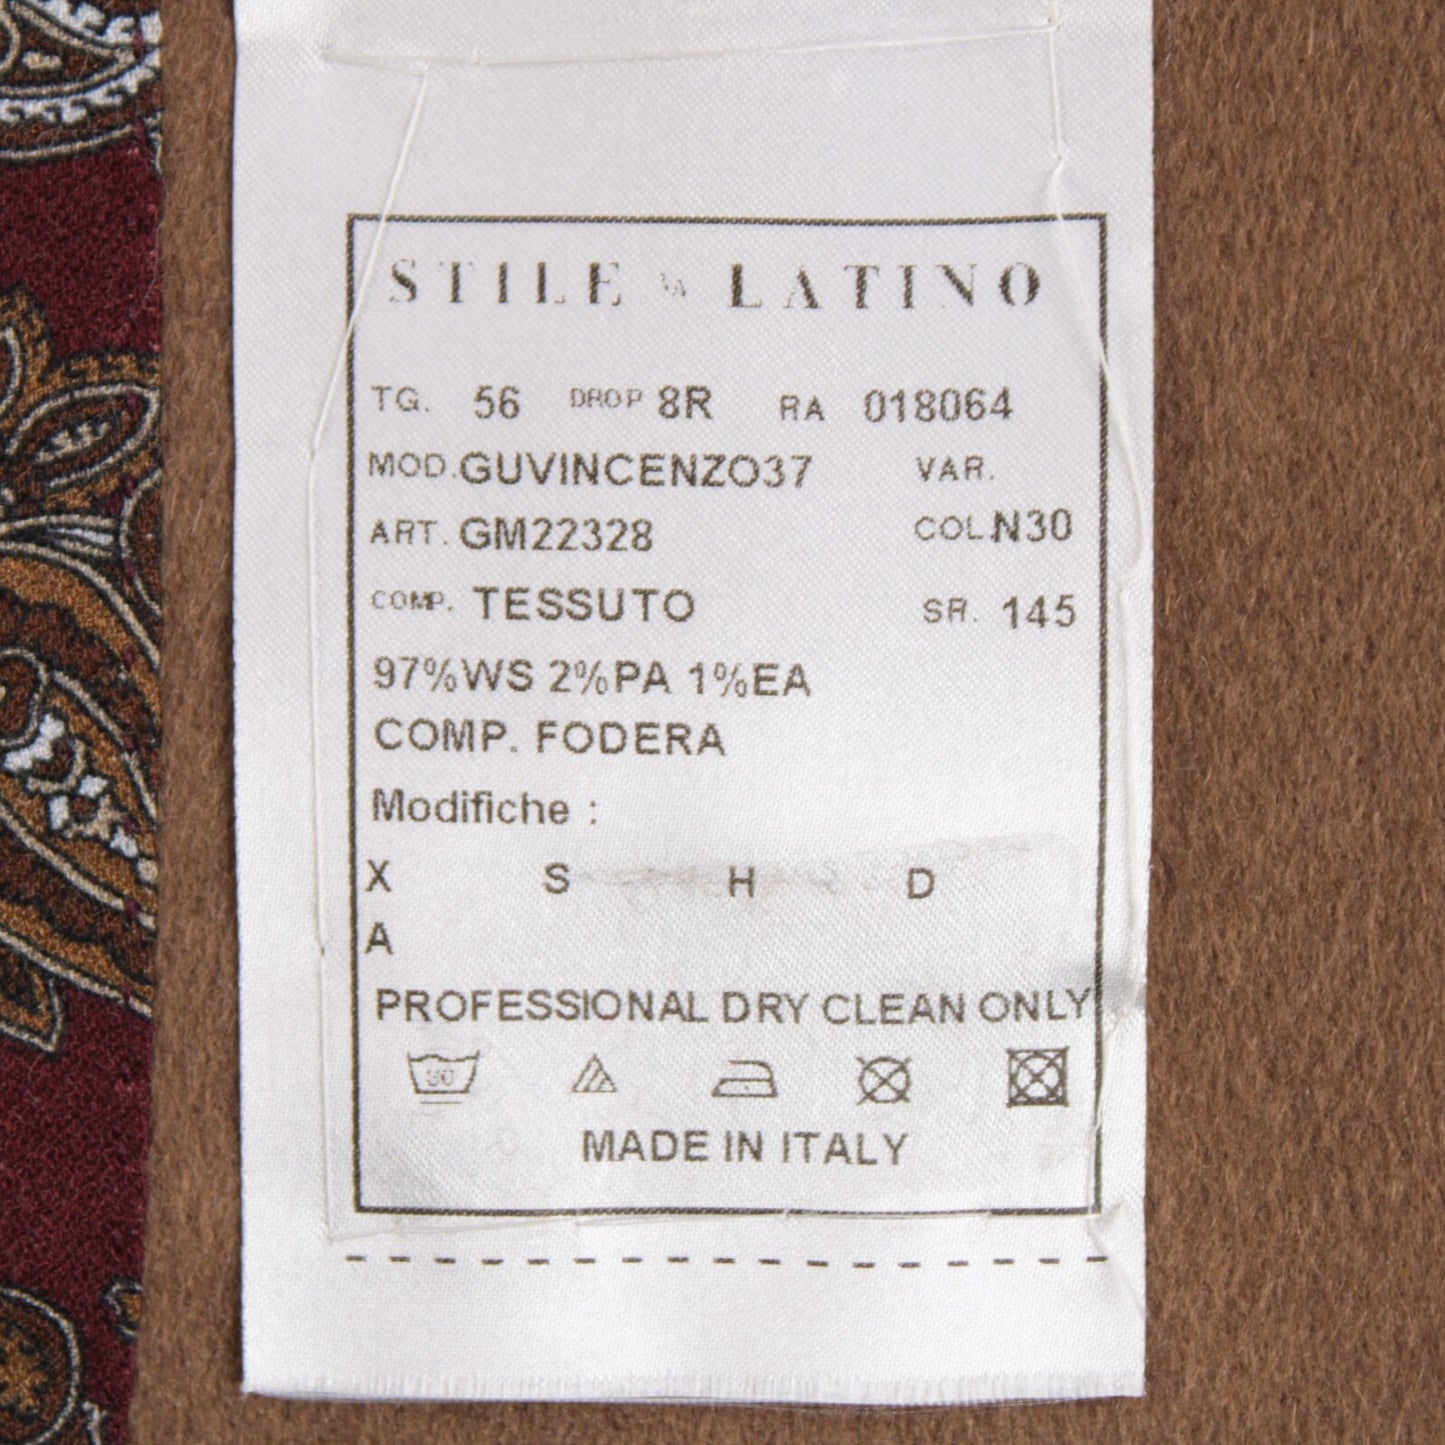 STILE LATINO
TG. 56 DROP 8R RA 018064
MOD. GUVINCENZO37 VAR.
ART. GM22328 COL. N30
COMP. TESSUTO SR. 145
97%WS 2%PA 1%EA
COMP. FODERA
Modifiche :
X S H D
A
PROFESSIONAL DRY CLEAN ONLY
MADE IN ITALY